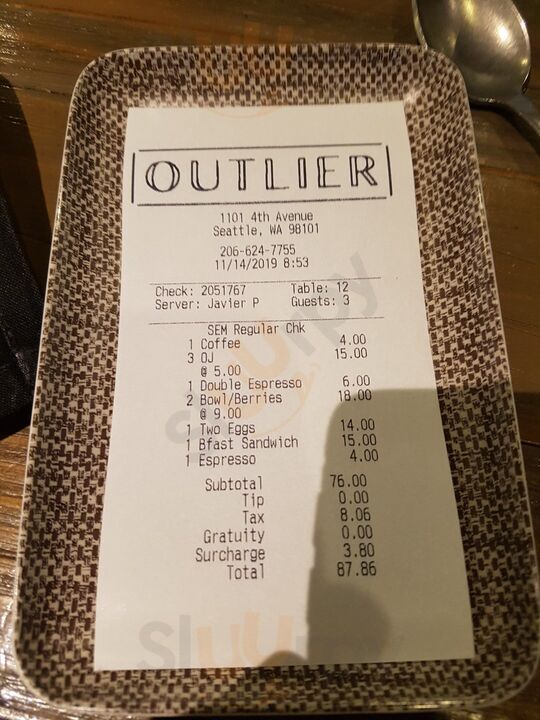 OUTLIER
1101 4th Avenue
Seattle, WA 98101
206-624-7755
11/14/2019 8:53
Check: 2051767 Table: 12
Server: Javier P Guests: 3
SEM Regular Chk
1 Coffee 4.00
3 OJ 15.00
@ 5.00
1 Double Espresso 6.00
2 Bowl/Berries 18.00
@ 9.00
1 Two Eggs 14.00
1 Bfast Sandwich 15.00
1 Espresso 4.00
Subtotal 76.00
Tip 0.00
Tax 8.06
Gratuity 0.00
Surcharge 3.80
Total 87.86
sluurpy
sluurpy